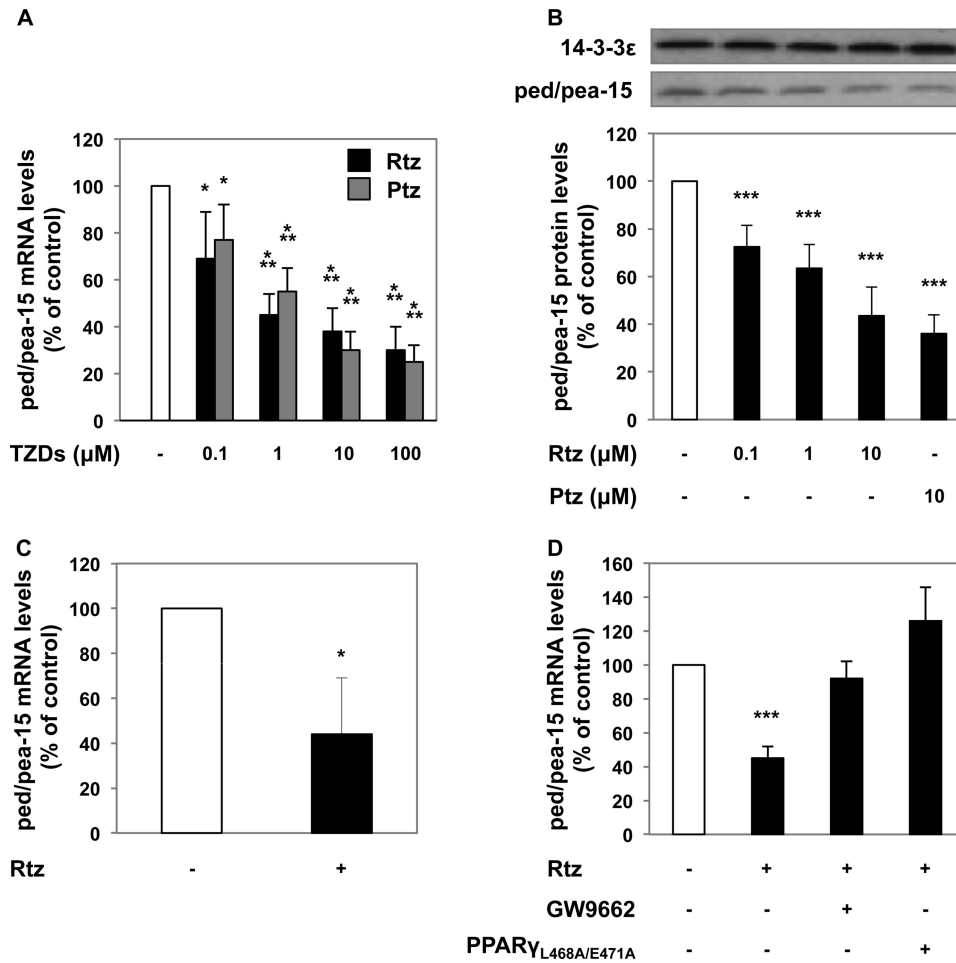 A
ped/pea-15 mRNA levels
(% of control)
120
100
80
60
40
20
0
Rtz
Ptz
* *
*
**
*
**
*
**
*
**
*
**
*
**
TZDs (µM) - 0.1 1 10 100
B
14-3-3ε
ped/pea-15
ped/pea-15 protein levels
(% of control)
120
100
80
60
40
20
0
*** *** *** ***
Rtz (µM) - 0.1 1 10 -
Ptz (µM) - - - - 10
C
ped/pea-15 mRNA levels
(% of control)
120
100
80
60
40
20
0
*
Rtz - +
D
ped/pea-15 mRNA levels
(% of control)
160
140
120
100
80
60
40
20
0
***
Rtz - + + +
GW9662 - - + -
PPARγL468A/E471A - - - +